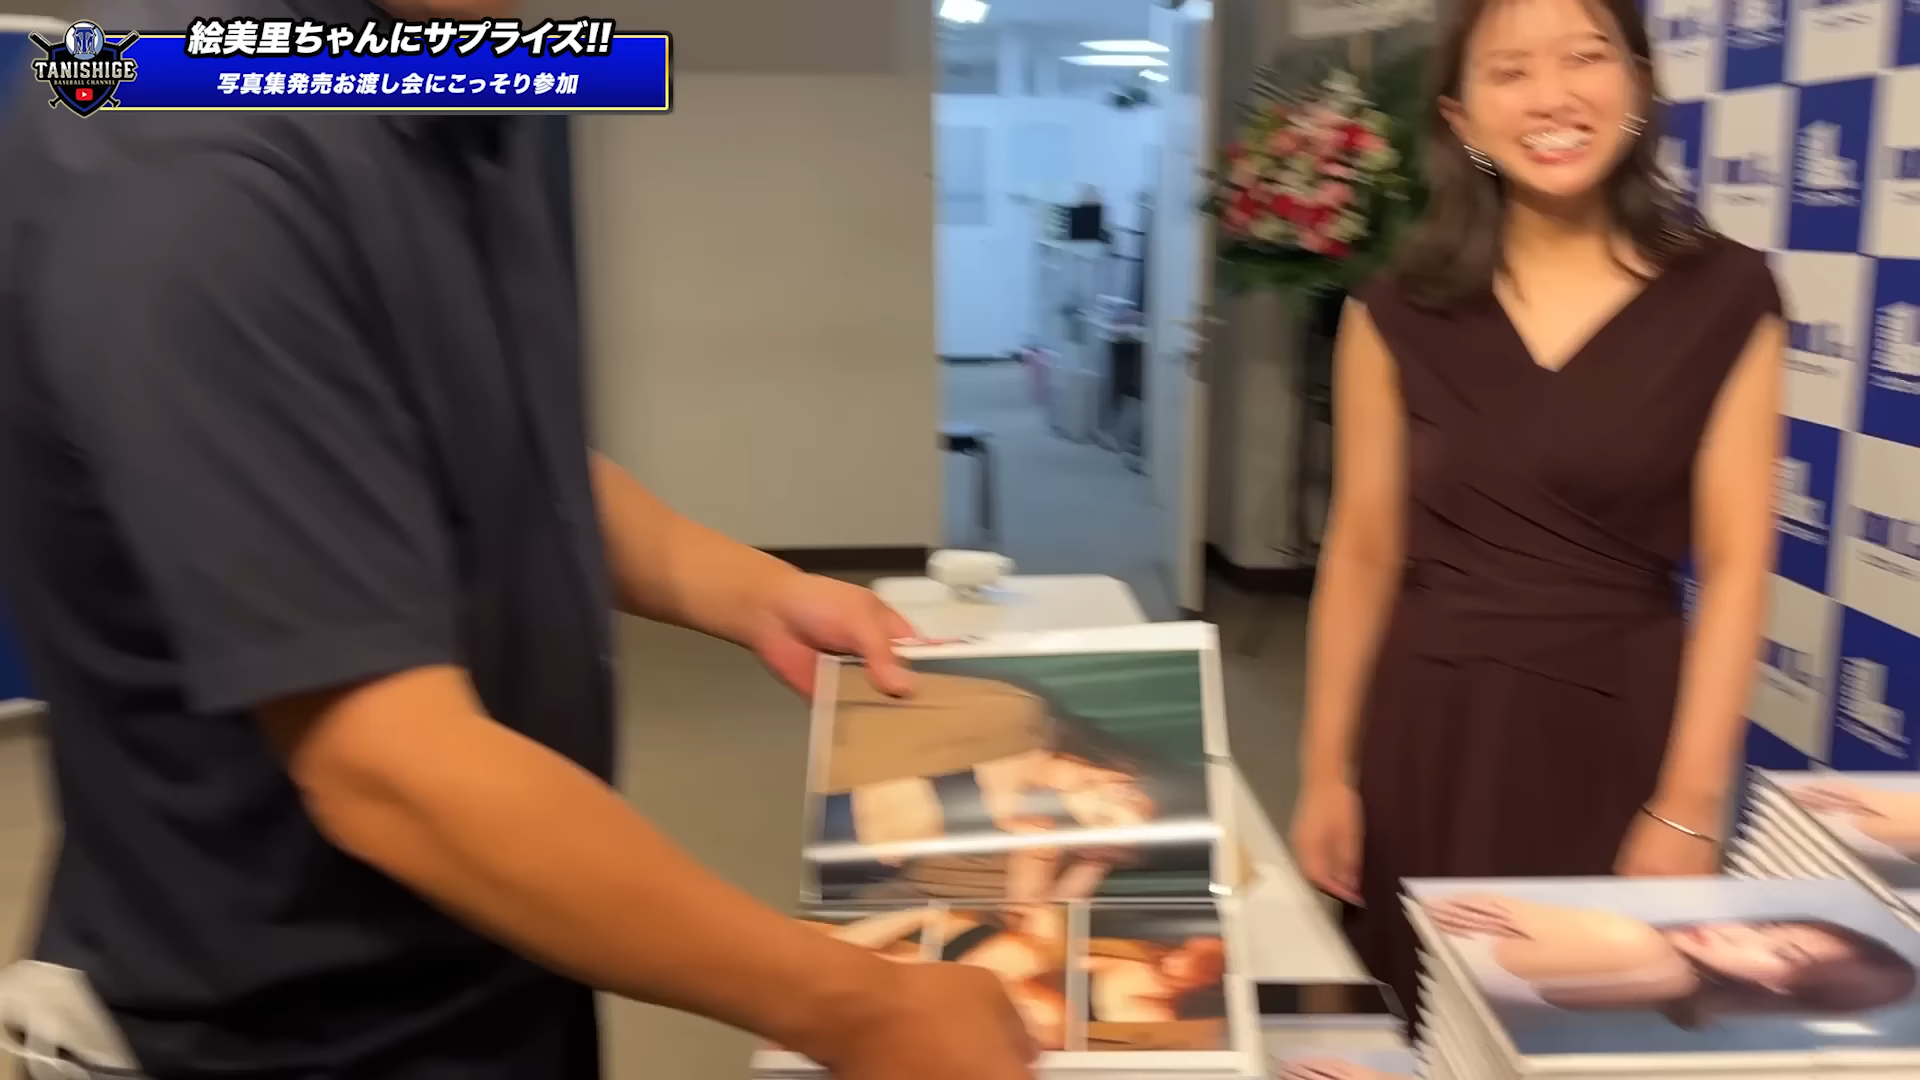 絵美里ちゃんにサプライズ!!
写真集発売お渡し会にこっそり参加
TANISHIGE
BASEBALL CHANNEL